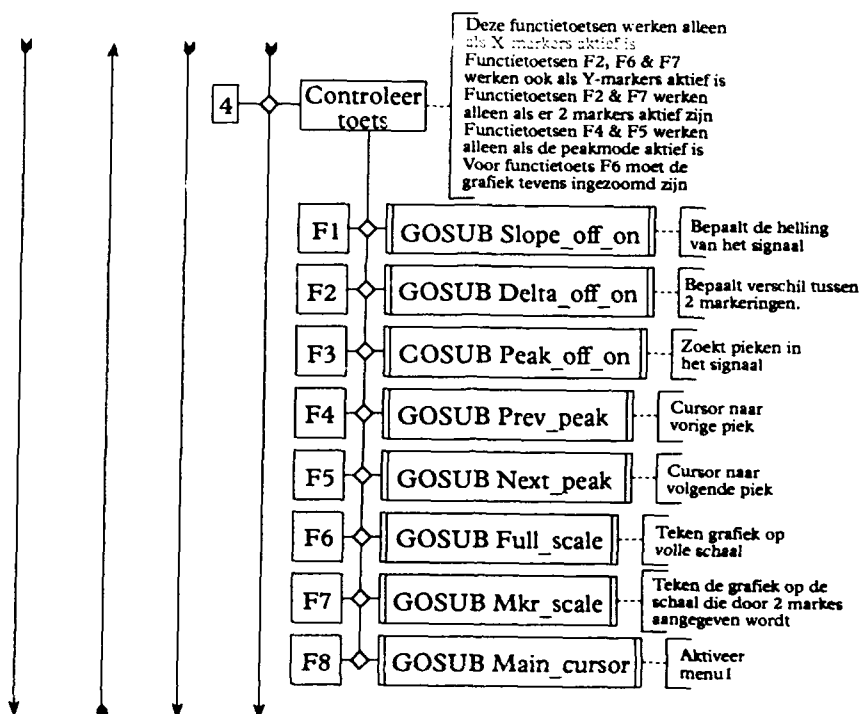 Deze functietoetsen werken alleen
als X markers aktief is
Functietoetsen F2, F6 & F7
werken ook als Y-markers aktief is
Functietoetsen F2 & F7 werken
alleen als er 2 markers aktief zijn
Functietoetsen F4 & F5 werken
alleen als de peakmode aktief is
Voor functietoets F6 moet de
grafiek tevens ingezoomd zijn
4
Controleer
toets
F1
GOSUB Slope_off_on
Bepaalt de helling
van het signaal
F2
GOSUB Delta_off_on
Bepaalt verschil tussen
2 markeringen.
F3
COSUB Peak_off_on
Zoekt pieken in
het signaal
F4
GOSUB Prev_peak
Cursor naar
vorige piek
F5
GOSUB Next_peak
Cursor naar
volgende piek
F6
GOSUB Full_scale
Teken grafiek op
volle schaal
F7
GOSUB Mkr_scale
Teken de grafiek op de
schaal die door 2 markes
aangegeven wordt
F8
GOSUB Main_cursor
Aktiveer
menu1